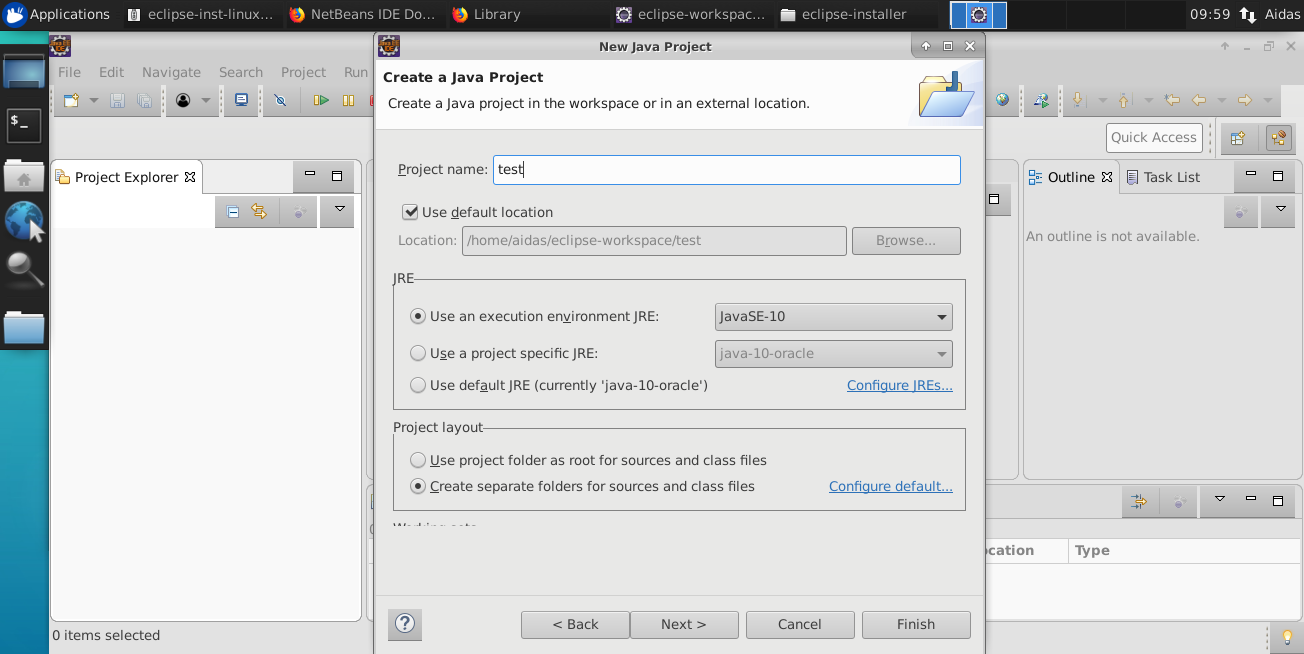 Applications
eclipse-inst-linux...
NetBeans IDE Do...
Library
eclipse-workspac...
eclipse-installer
09:59
Aidas
New Java Project
File Edit Navigate Search Project Run
Create a Java Project
Create a Java project in the workspace or in an external location.
Quick Access
Project Explorer
Project name: test
Outline
Task List
Use default location
Location: /home/aidas/eclipse-workspace/test Browse...
An outline is not available.
JRE
Use an execution environment JRE: JavaSE-10
Use a project specific JRE: java-10-oracle
Use default JRE (currently 'java-10-oracle') Configure JREs...
Project layout
Use project folder as root for sources and class files
Create separate folders for sources and class files Configure default...
Type
< Back Next > Cancel Finish
0 items selected